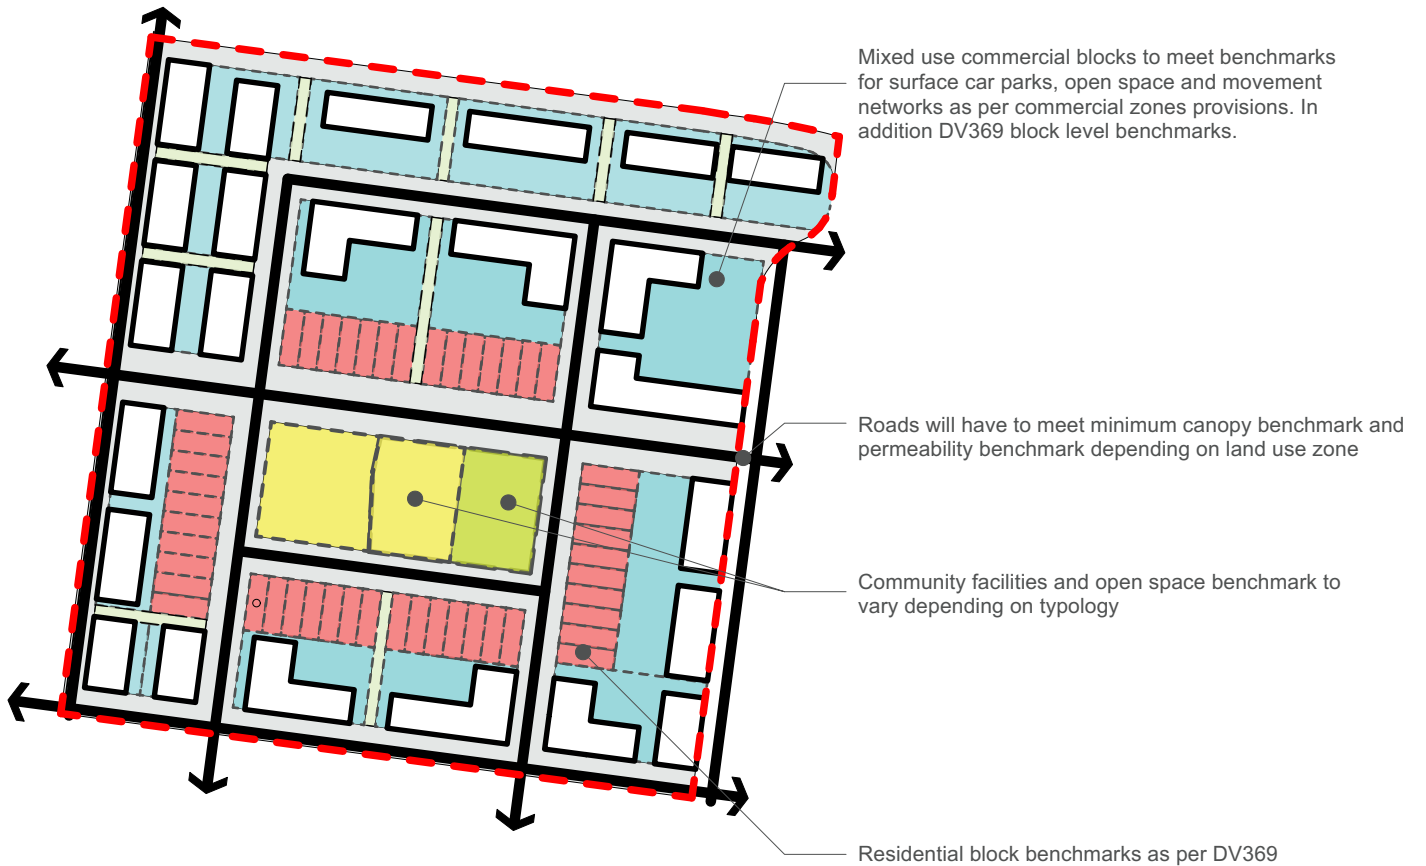 Mixed use commercial blocks to meet benchmarks
for surface car parks, open space and movement
networks as per commercial zones provisions. In
addition DV369 block level benchmarks.
Roads will have to meet minimum canopy benchmark and
permeability benchmark depending on land use zone
Community facilities and open space benchmark to
vary depending on typology
Residential block benchmarks as per DV369